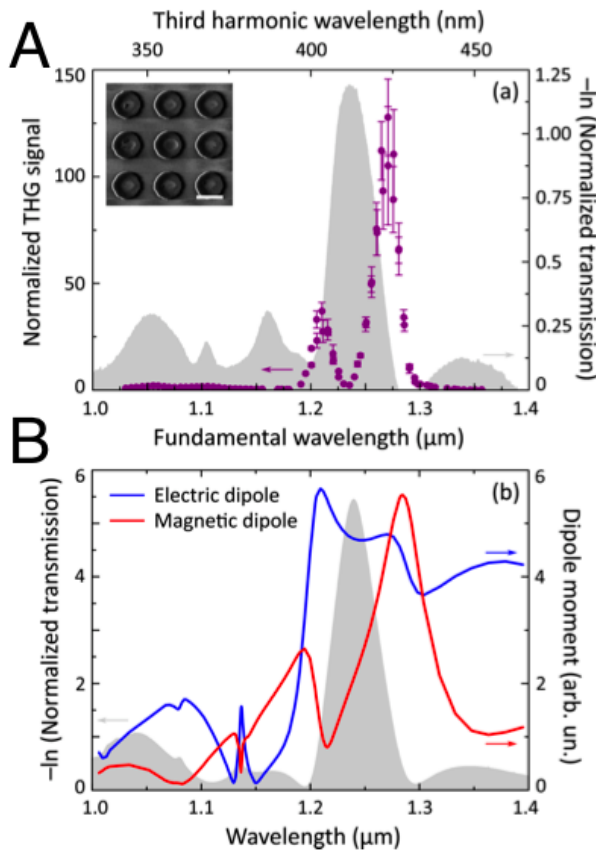 A
Third harmonic wavelength (nm)
350 400 450
(a)
150
100
50
0
Normalized THG signal
1.25
1.00
0.75
0.5
0.25
0
−ln (Normalized transmission)
1.0 1.1 1.2 1.3 1.4
Fundamental wavelength (μm)
B
(b)
Electric dipole
Magnetic dipole
6
4
2
0
−ln (Normalized transmission)
6
4
2
0
Dipole moment (arb. un.)
1.0 1.1 1.2 1.3 1.4
Wavelength (μm)